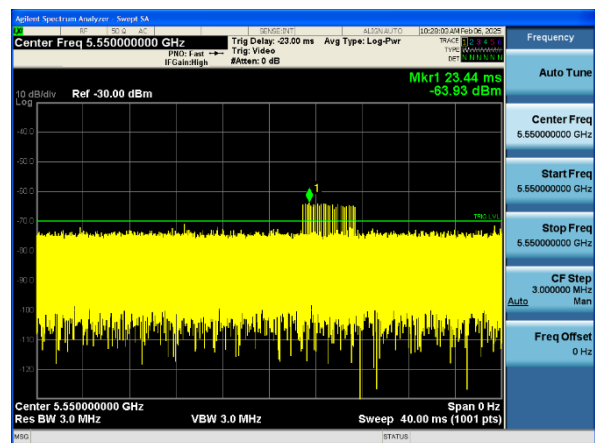 Agilent Spectrum Analyzer - Swept SA
RF 50 Ω AC SENSE:INT ALIGN AUTO 10:28:03 AM Feb 06, 2025
Center Freq 5.550000000 GHz
PNO: Fast
IFGain:High
Trig Delay: -23.00 ms
Trig: Video
#Atten: 0 dB
Avg Type: Log-Pwr
TRACE 1 2 3 4 5 6
TYPE
DET N N N N N N
Mkr1 23.44 ms
-63.93 dBm
10 dB/div
Log
Ref -30.00 dBm
-40.0
-50.0
-60.0
-70.0
-80.0
-90.0
-100
-110
-120
1
TRIG LVL
Center 5.550000000 GHz
Res BW 3.0 MHz
VBW 3.0 MHz
Span 0 Hz
Sweep 40.00 ms (1001 pts)
MSG
STATUS
Frequency
Auto Tune
Center Freq
5.550000000 GHz
Start Freq
5.550000000 GHz
Stop Freq
5.550000000 GHz
CF Step
3.000000 MHz
Auto Man
Freq Offset
0 Hz